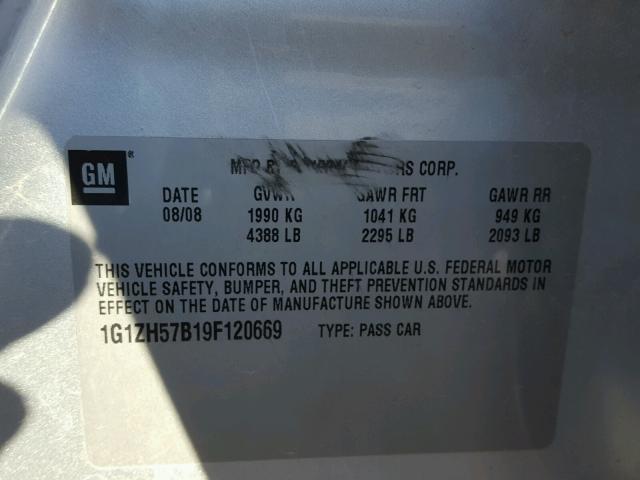 GM ®
CORP.
DATE GAWR FRT GAWR RR
08/08 1990 KG 1041 KG 949 KG
4388 LB 2295 LB 2093 LB
THIS VEHICLE CONFORMS TO ALL APPLICABLE U.S. FEDERAL MOTOR
VEHICLE SAFETY, BUMPER, AND THEFT PREVENTION STANDARDS IN
EFFECT ON THE DATE OF MANUFACTURE SHOWN ABOVE.
1G1ZH57B19F120669 TYPE: PASS CAR